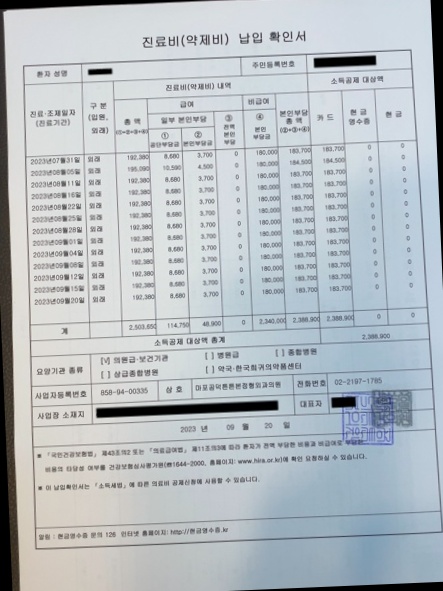 진료비(약제비) 납입 확인서
환자 성명 주민등록번호
진료·조제일자 (진료기간) 구 분 (입원, 외래) 진료비(약제비) 내역 소득공제 대상액
급여 비급여
총 액 (①+②+③+④) 일부 본인부담 ③ 전액 본인 부담 ④ 본인 부담금 본인부담 총 액 (②+③+④) 카 드 현 금 영수증 현 금
① 공단부담금 ② 본인부담금
2023년07월31일 외래 192,380 8,680 3,700 0 180,000 183,700 183,700 0 0
2023년08월05일 외래 195,090 10,590 4,500 0 180,000 184,500 184,500 0 0
2023년08월11일 외래 192,380 8,680 3,700 0 180,000 183,700 183,700 0 0
2023년08월16일 외래 192,380 8,680 3,700 0 180,000 183,700 183,700 0 0
2023년08월22일 외래 192,380 8,680 3,700 0 180,000 183,700 183,700 0 0
2023년08월25일 외래 192,380 8,680 3,700 0 180,000 183,700 183,700 0 0
2023년08월28일 외래 192,380 8,680 3,700 0 180,000 183,700 183,700 0 0
2023년09월01일 외래 192,380 8,680 3,700 0 180,000 183,700 183,700 0 0
2023년09월04일 외래 192,380 8,680 3,700 0 180,000 183,700 183,700 0 0
2023년09월08일 외래 192,380 8,680 3,700 0 180,000 183,700 183,700 0 0
2023년09월12일 외래 192,380 8,680 3,700 0 180,000 183,700 183,700 0 0
2023년09월15일 외래 192,380 8,680 3,700 0 180,000 183,700 183,700 0 0
2023년09월20일 외래 192,380 8,680 3,700 0 180,000 183,700 183,700 0 0
계 2,503,650 114,750 48,900 0 2,340,000 2,388,900 2,388,900 0 0
소득공제 대상액 총계 2,388,900
요양기관 종류 [√] 의원급·보건기관 [ ] 병원급 [ ] 종합병원
[ ] 상급종합병원 [ ] 약국·한국희귀의약품센터
사업자등록번호 858-94-00335 상 호 마포공덕튼튼본정형외과의원 전화번호 02-2197-1785
사업장 소재지 대표자
2023 년 09 월 20 일
■ 「국민건강보험법」 제43조의2 또는 「의료급여법」 제11조의3에 따라 환자가 전액 부담한 비용과 비급여로 부담한
비용의 타당성 여부를 건강보험심사평가원(☎1644-2000, 홈페이지: www.hira.or.kr)에 확인 요청하실 수 있습니다.
■ 이 납입확인서는 「소득세법」에 따른 의료비 공제신청에 사용할 수 있습니다.
알림 : 현금영수증 문의 126 인터넷 홈페이지: http://현금영수증.kr